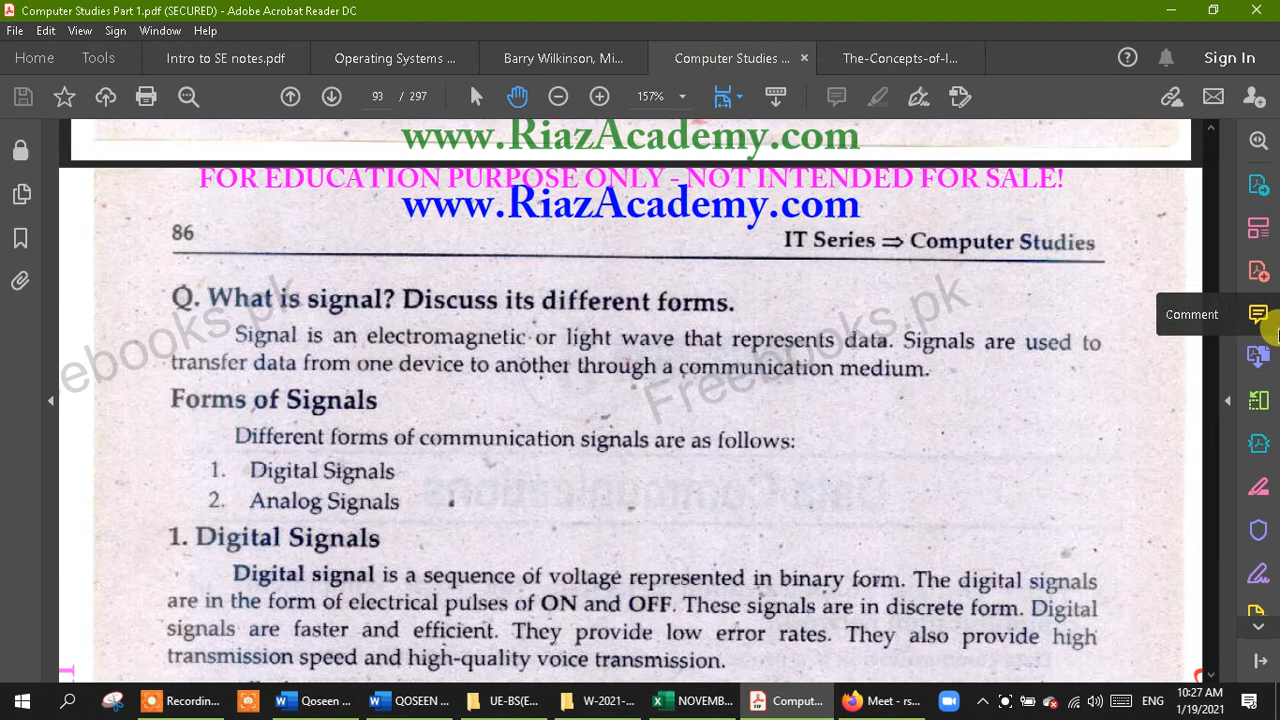 Computer Studies Part 1.pdf (SECURED) - Adobe Acrobat Reader DC
File Edit View Sign Window Help
Home Tools Intro to SE notes.pdf Operating Systems ... Barry Wilkinson, Mi... Computer Studies ... × The-Concepts-of-I... Sign In
93 / 297 157%
www.RiazAcademy.com
FOR EDUCATION PURPOSE ONLY - NOT INTENDED FOR SALE!
www.RiazAcademy.com
86 IT Series ⇒ Computer Studies
Q. What is signal? Discuss its different forms.
Signal is an electromagnetic or light wave that represents data. Signals are used to
transfer data from one device to another through a communication medium.
Forms of Signals
Different forms of communication signals are as follows:
1. Digital Signals
2. Analog Signals
1. Digital Signals
Digital signal is a sequence of voltage represented in binary form. The digital signals
are in the form of electrical pulses of ON and OFF. These signals are in discrete form. Digital
signals are faster and efficient. They provide low error rates. They also provide high
transmission speed and high-quality voice transmission.
eebooks.pk
Freebooks.pk
Comment
Recording... Qoseen ... QOSEEN ... UE-BS(E... W-2021-... NOVEMB... Comput... Meet - rs... ENG 10:27 AM
1/19/2021